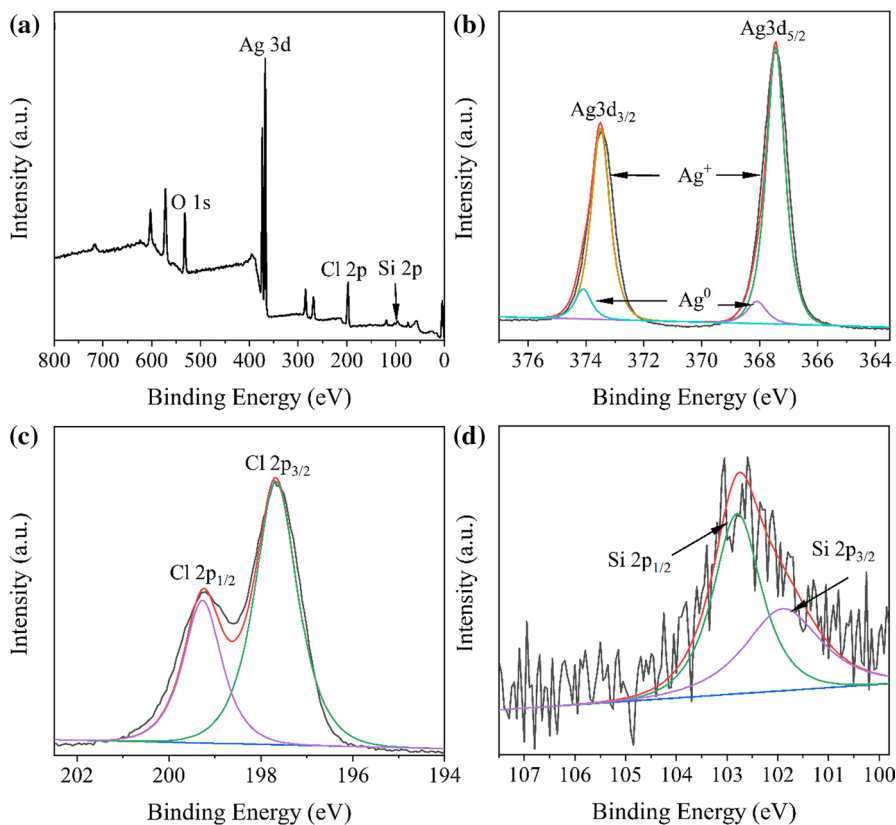 (a)
Ag 3d
O 1s
Cl 2p
Si 2p
Intensity (a.u.)
800 700 600 500 400 300 200 100 0
Binding Energy (eV)
(b)
Ag3d5/2
Ag3d3/2
Ag+
Ag0
Intensity (a.u.)
376 374 372 370 368 366 364
Binding Energy (eV)
(c)
Cl 2p3/2
Cl 2p1/2
Intensity (a.u.)
202 200 198 196 194
Binding Energy (eV)
(d)
Si 2p1/2
Si 2p3/2
Intensity (a.u.)
107 106 105 104 103 102 101 100
Binding Energy (eV)